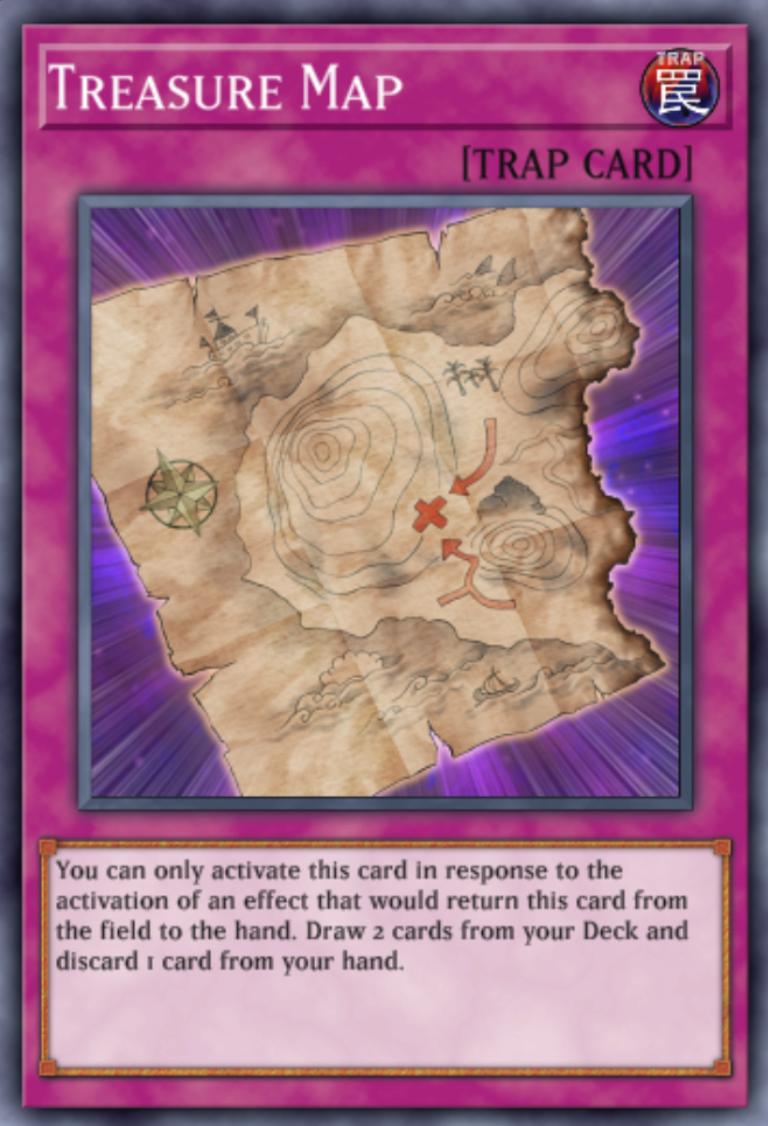 Treasure Map
TRAP
罠
[TRAP CARD]
You can only activate this card in response to the
activation of an effect that would return this card from
the field to the hand. Draw 2 cards from your Deck and
discard 1 card from your hand.